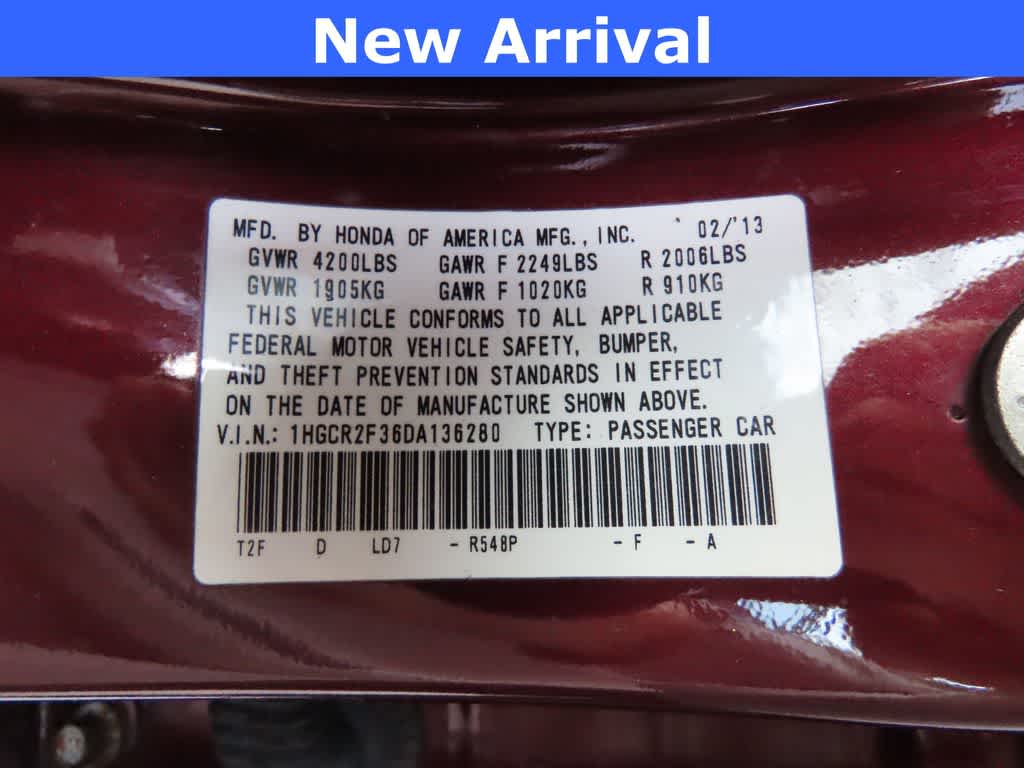 New Arrival
MFD. BY HONDA OF AMERICA MFG., INC. 02/'13
GVWR 4200LBS GAWR F 2249LBS R 2006LBS
GVWR 1905KG GAWR F 1020KG R 910KG
THIS VEHICLE CONFORMS TO ALL APPLICABLE
FEDERAL MOTOR VEHICLE SAFETY, BUMPER,
AND THEFT PREVENTION STANDARDS IN EFFECT
ON THE DATE OF MANUFACTURE SHOWN ABOVE.
V.I.N.: 1HGCR2F36DA136280 TYPE: PASSENGER CAR
T2F D LD7 - R548P - F - A